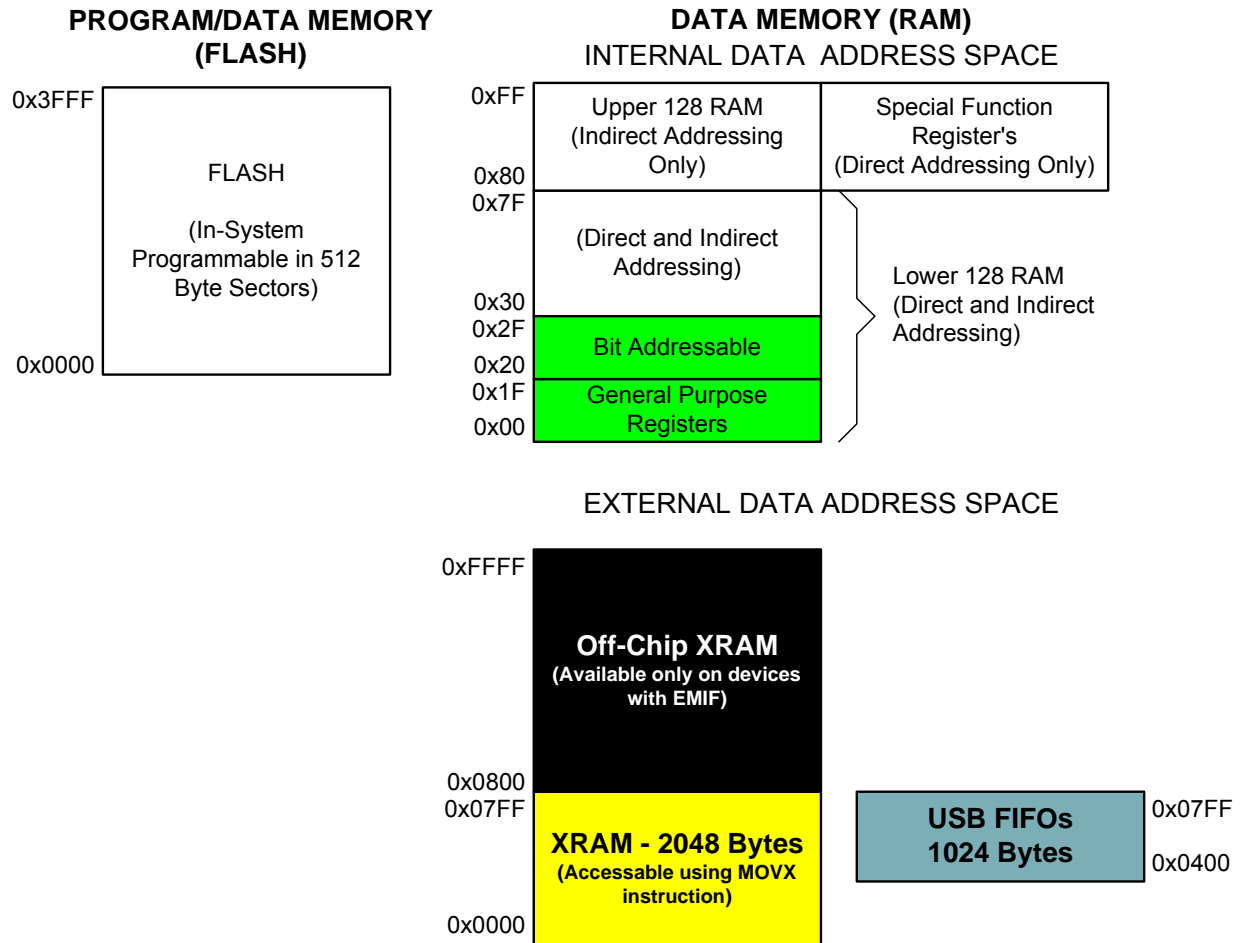 PROGRAM/DATA MEMORY
(FLASH)
0x3FFF
FLASH
(In-System
Programmable in 512
Byte Sectors)
0x0000
DATA MEMORY (RAM)
INTERNAL DATA ADDRESS SPACE
0xFF
Upper 128 RAM
(Indirect Addressing
Only)
0x80
Special Function
Register's
(Direct Addressing Only)
0x7F
(Direct and Indirect
Addressing)
0x30
0x2F
Bit Addressable
0x20
0x1F
General Purpose
Registers
0x00
Lower 128 RAM
(Direct and Indirect
Addressing)
EXTERNAL DATA ADDRESS SPACE
0xFFFF
Off-Chip XRAM
(Available only on devices
with EMIF)
0x0800
0x07FF
XRAM - 2048 Bytes
(Accessable using MOVX
instruction)
0x0000
USB FIFOs
1024 Bytes
0x07FF
0x0400